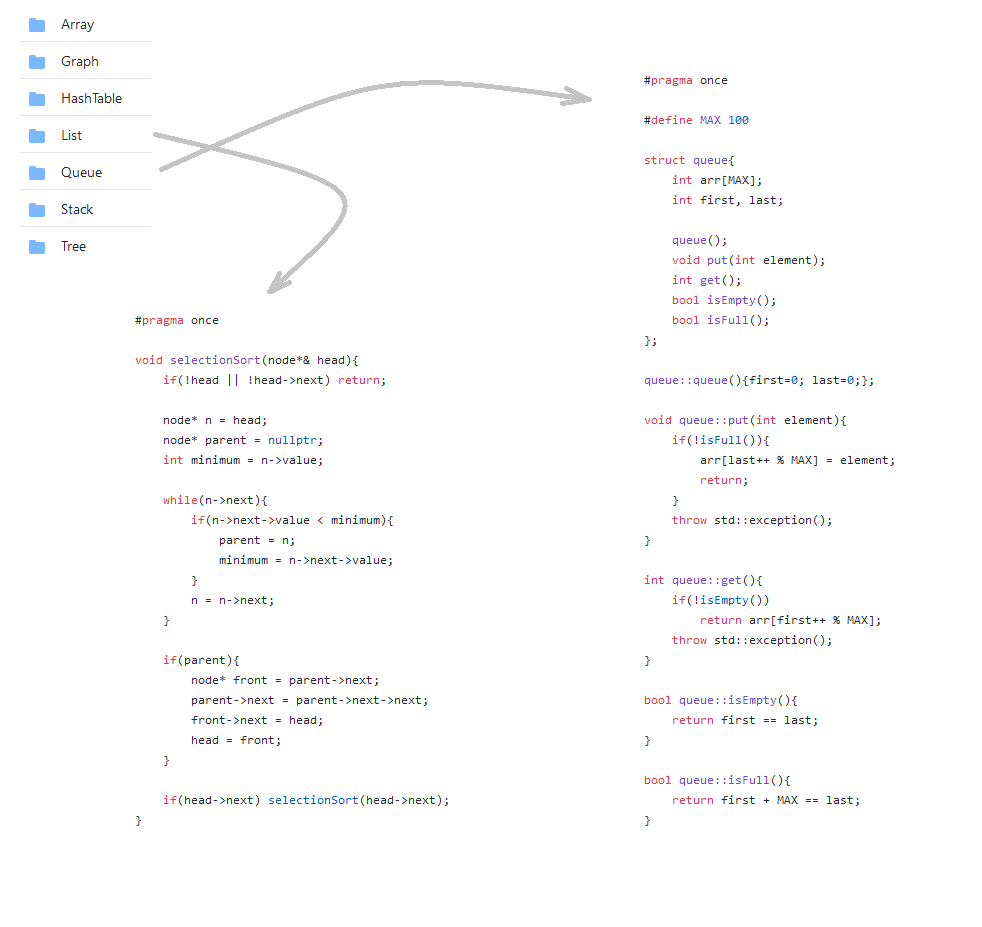 Array
Graph
HashTable
List
Queue
Stack
Tree
#pragma once
void selectionSort(node*& head){
    if(!head || !head->next) return;
    node* n = head;
    node* parent = nullptr;
    int minimum = n->value;
    while(n->next){
        if(n->next->value < minimum){
            parent = n;
            minimum = n->next->value;
        }
        n = n->next;
    }
    if(parent){
        node* front = parent->next;
        parent->next = parent->next->next;
        front->next = head;
        head = front;
    }
    if(head->next) selectionSort(head->next);
}
#pragma once
#define MAX 100
struct queue{
    int arr[MAX];
    int first, last;
    queue();
    void put(int element);
    int get();
    bool isEmpty();
    bool isFull();
};
queue::queue(){first=0; last=0;};
void queue::put(int element){
    if(!isFull()){
        arr[last++ % MAX] = element;
        return;
    }
    throw std::exception();
}
int queue::get(){
    if(!isEmpty())
        return arr[first++ % MAX];
    throw std::exception();
}
bool queue::isEmpty(){
    return first == last;
}
bool queue::isFull(){
    return first + MAX == last;
}